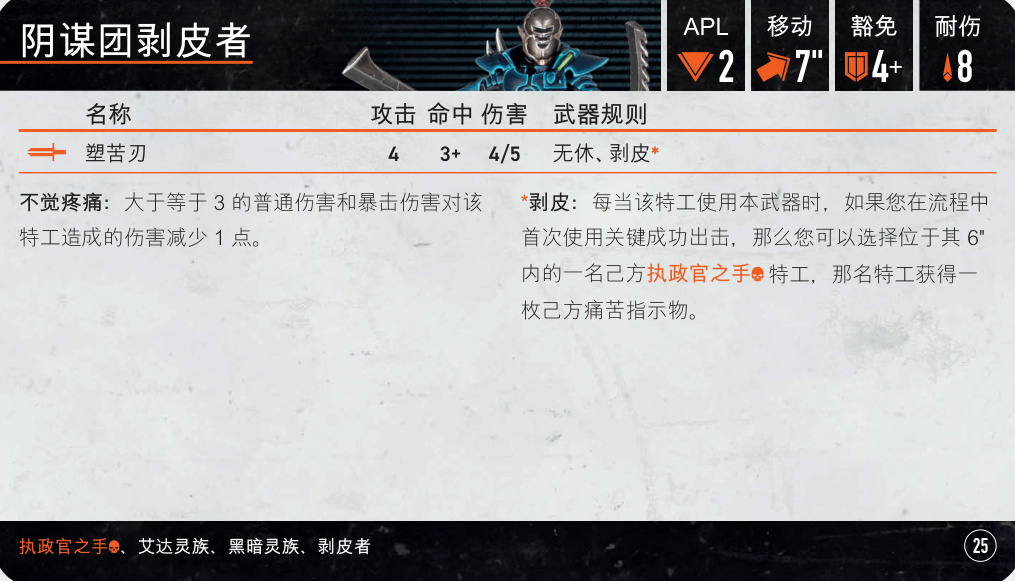 阴谋团剥皮者
APL 移动 豁免 耐伤
2 7" 4+ 8
名称 攻击 命中 伤害 武器规则
塑苦刃 4 3+ 4/5 无休、剥皮*
不觉疼痛：大于等于 3 的普通伤害和暴击伤害对该
特工造成的伤害减少 1 点。
*剥皮：每当该特工使用本武器时，如果您在流程中
首次使用关键成功出击，那么您可以选择位于其 6"
内的一名己方执政官之手特工，那名特工获得一
枚己方痛苦指示物。
执政官之手、艾达灵族、黑暗灵族、剥皮者
25